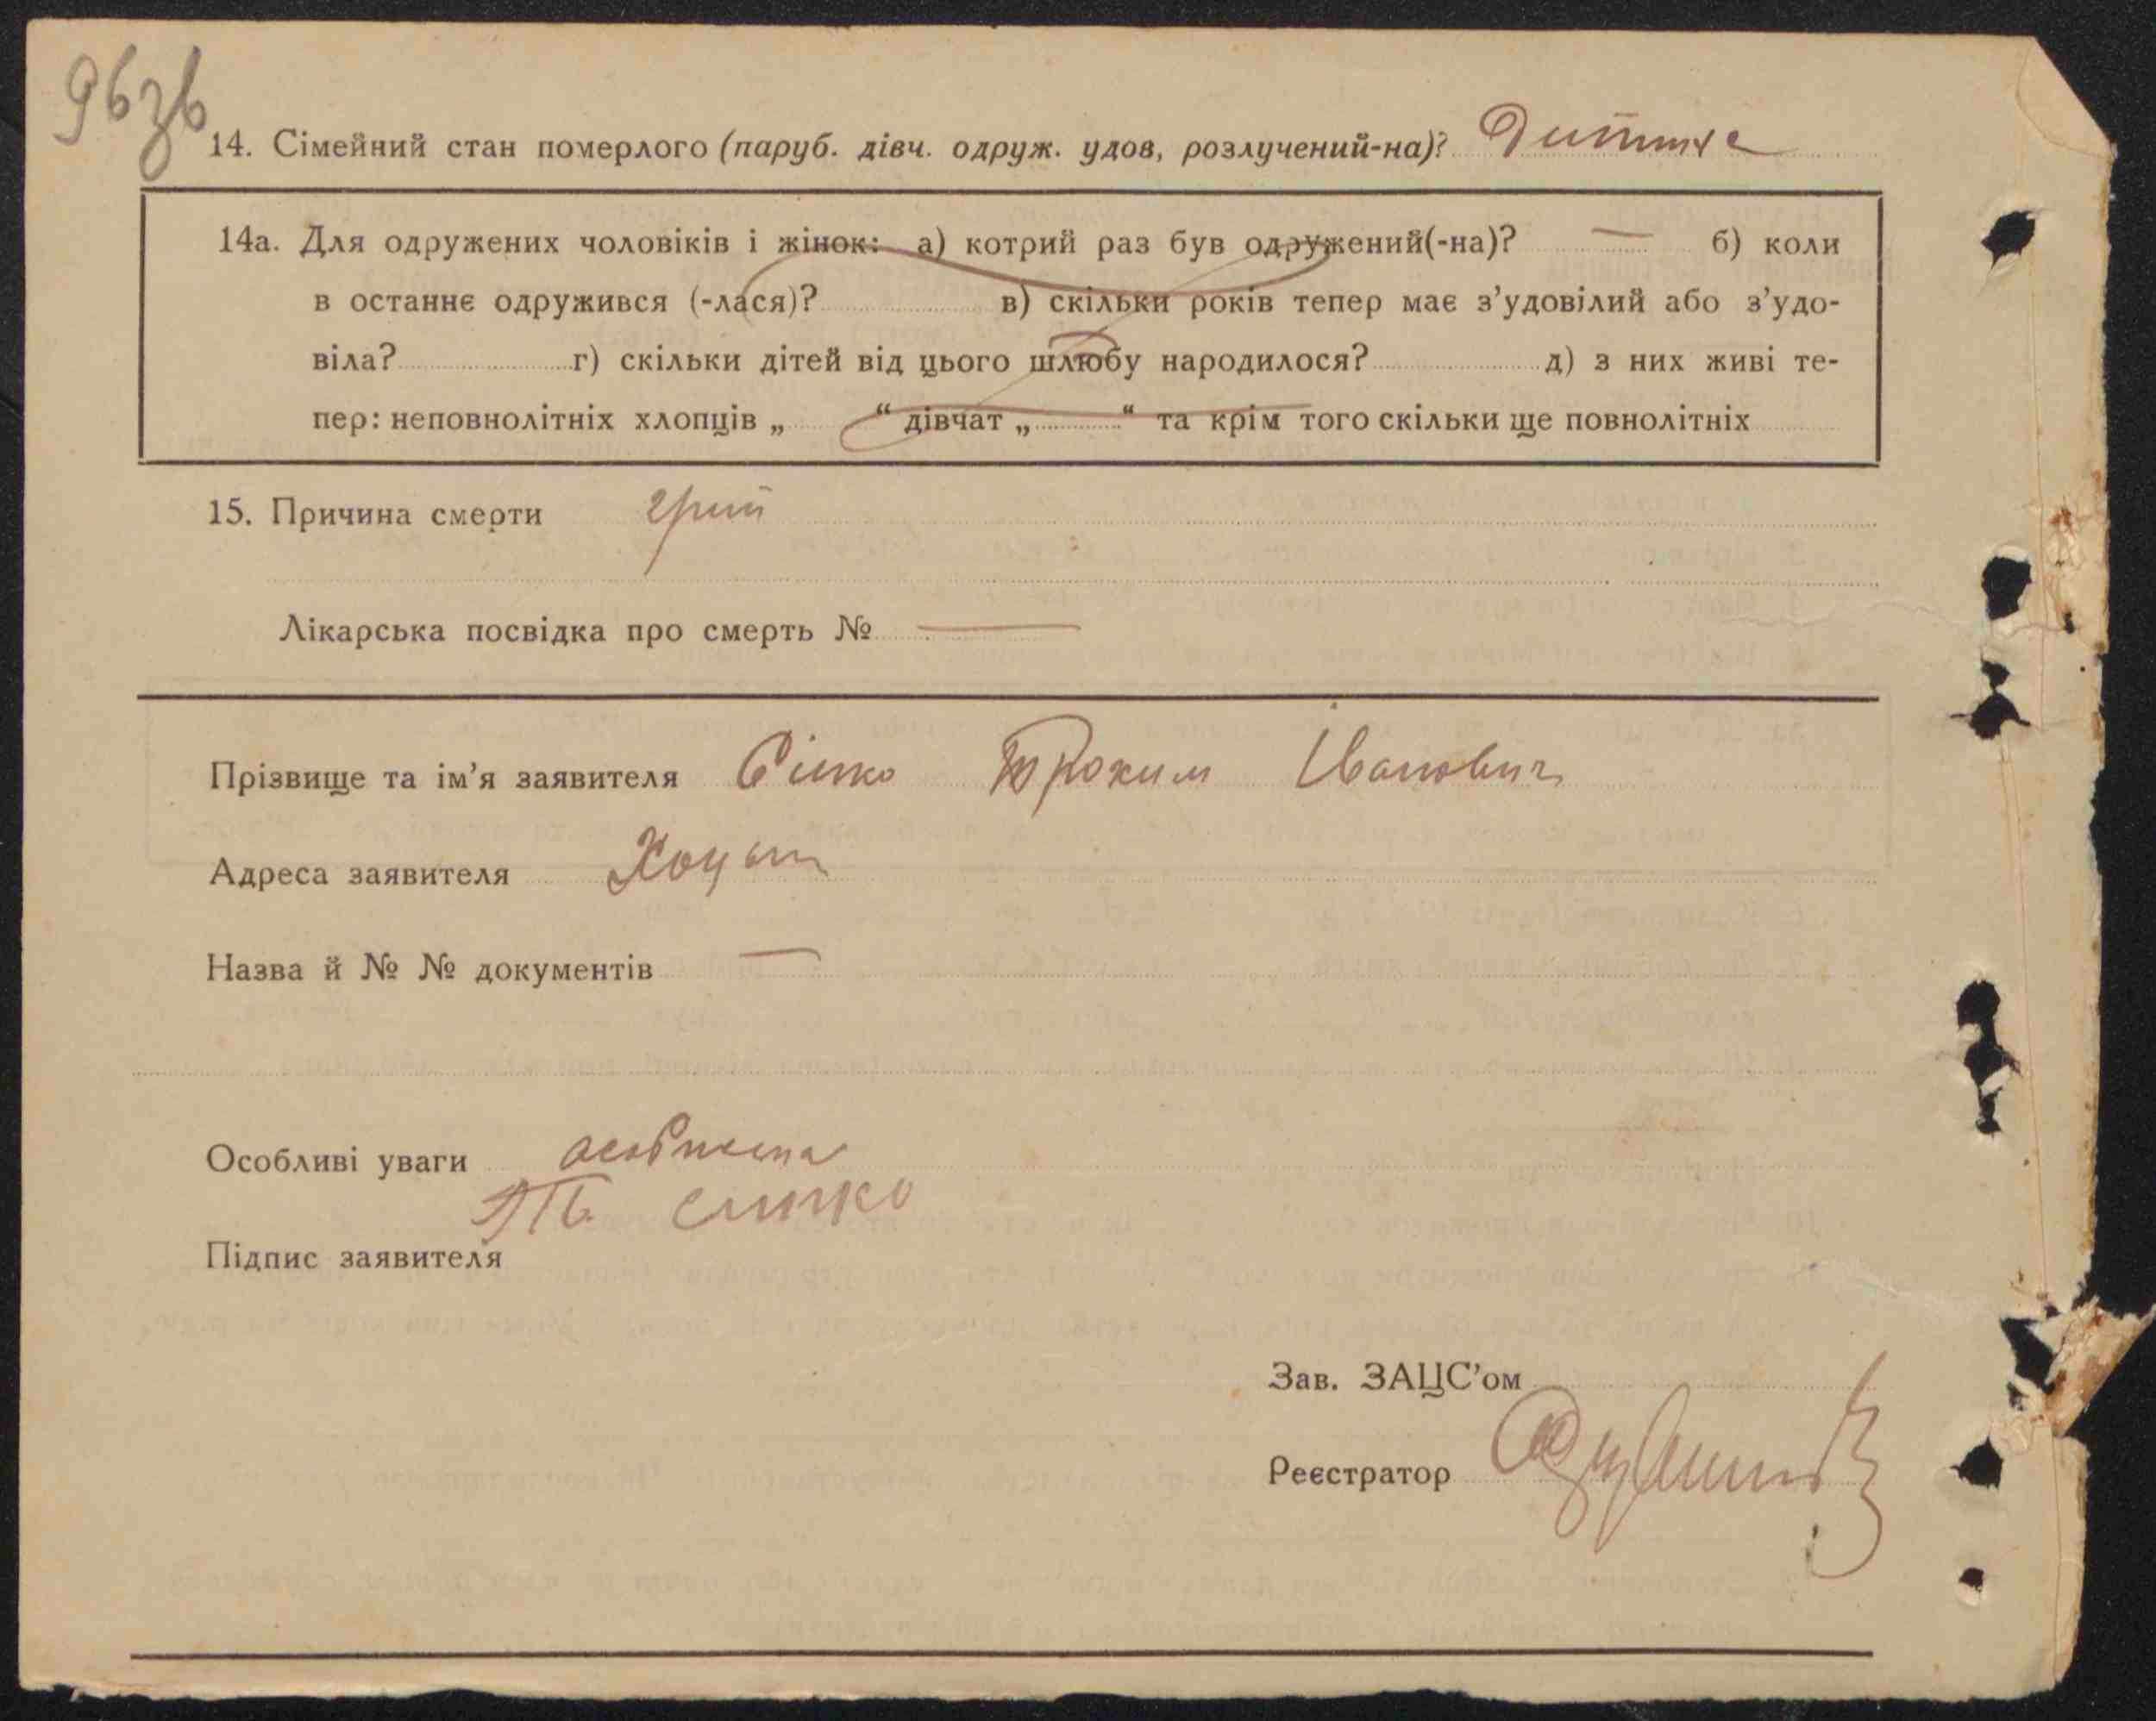 96зв
14. Сімейний стан померлого (паруб. дівч. одруж. удов, розлучений-на)? Дитина
14а. Для одружених чоловіків і жінок: а) котрий раз був одружений(-на)? — б) коли
в останнє одружився (-лася)? в) скільки років тепер має з’удовілий або з’удо-
віла? г) скільки дітей від цього шлюбу народилося? д) з них живі те-
пер: неповнолітніх хлопців „ “ дівчат „ “ та крім того скільки ще повнолітніх
15. Причина смерти грип
Лікарська посвідка про смерть № —
Прізвище та ім’я заявителя Сінко Трохим Іванович
Адреса заявителя Хоцьки
Назва й № № документів —
Особливі уваги особиста
Синко
Підпис заявителя
Зав. ЗАЦС’ом
Реєстратор